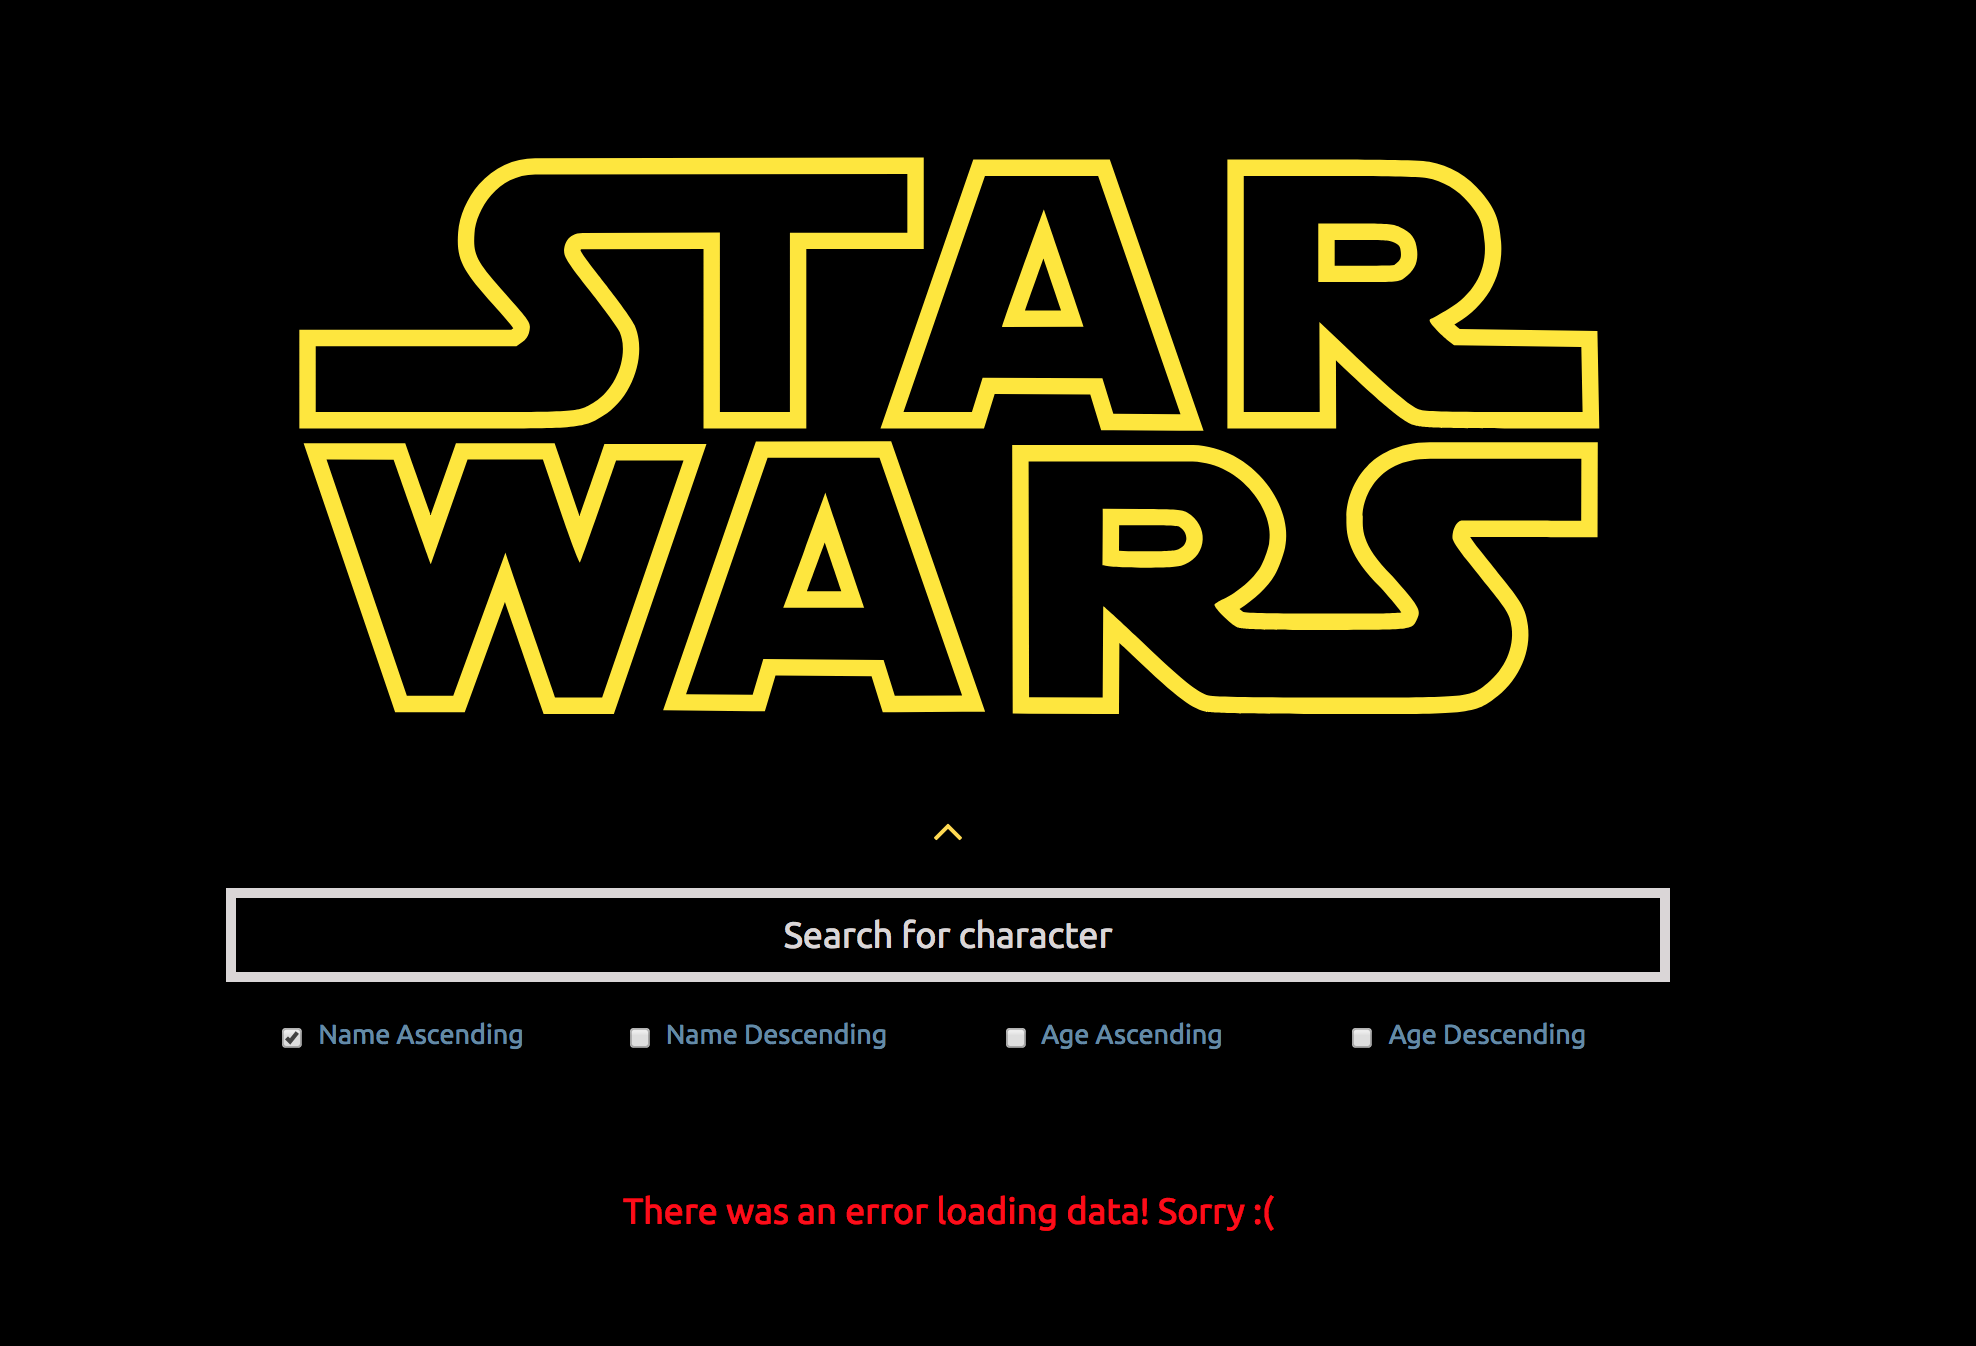 STAR
WARS
Search for character
Name Ascending Name Descending Age Ascending Age Descending
There was an error loading data! Sorry :(